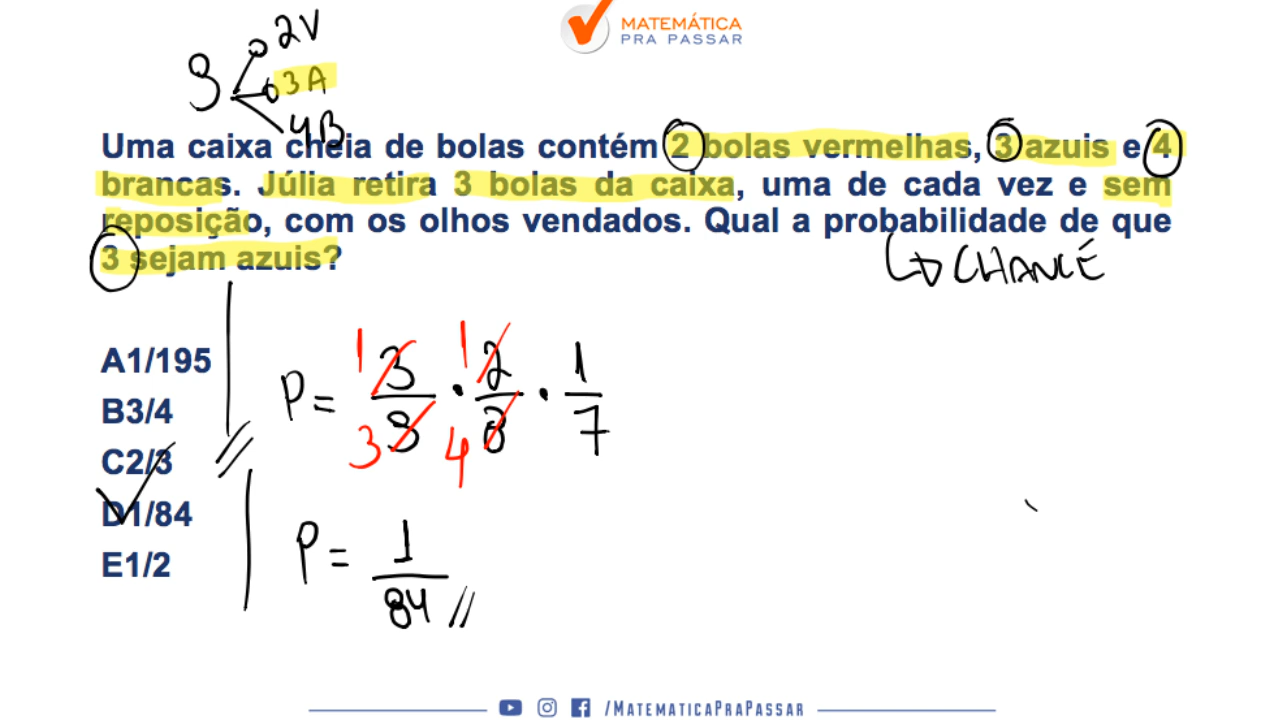 MATEMÁTICA
PRA PASSAR
2V
9
3A
4B
Uma caixa cheia de bolas contém 2 bolas vermelhas, 3 azuis e 4
brancas. Júlia retira 3 bolas da caixa, uma de cada vez e sem
reposição, com os olhos vendados. Qual a probabilidade de que
3 sejam azuis?
CHANCE
A1/195
B3/4
C2/3
D1/84
E1/2
P = 3/9 · 2/8 · 1/7
1 1
3 4
P = 1/84 //
/MATEMATICAPRAPASSAR